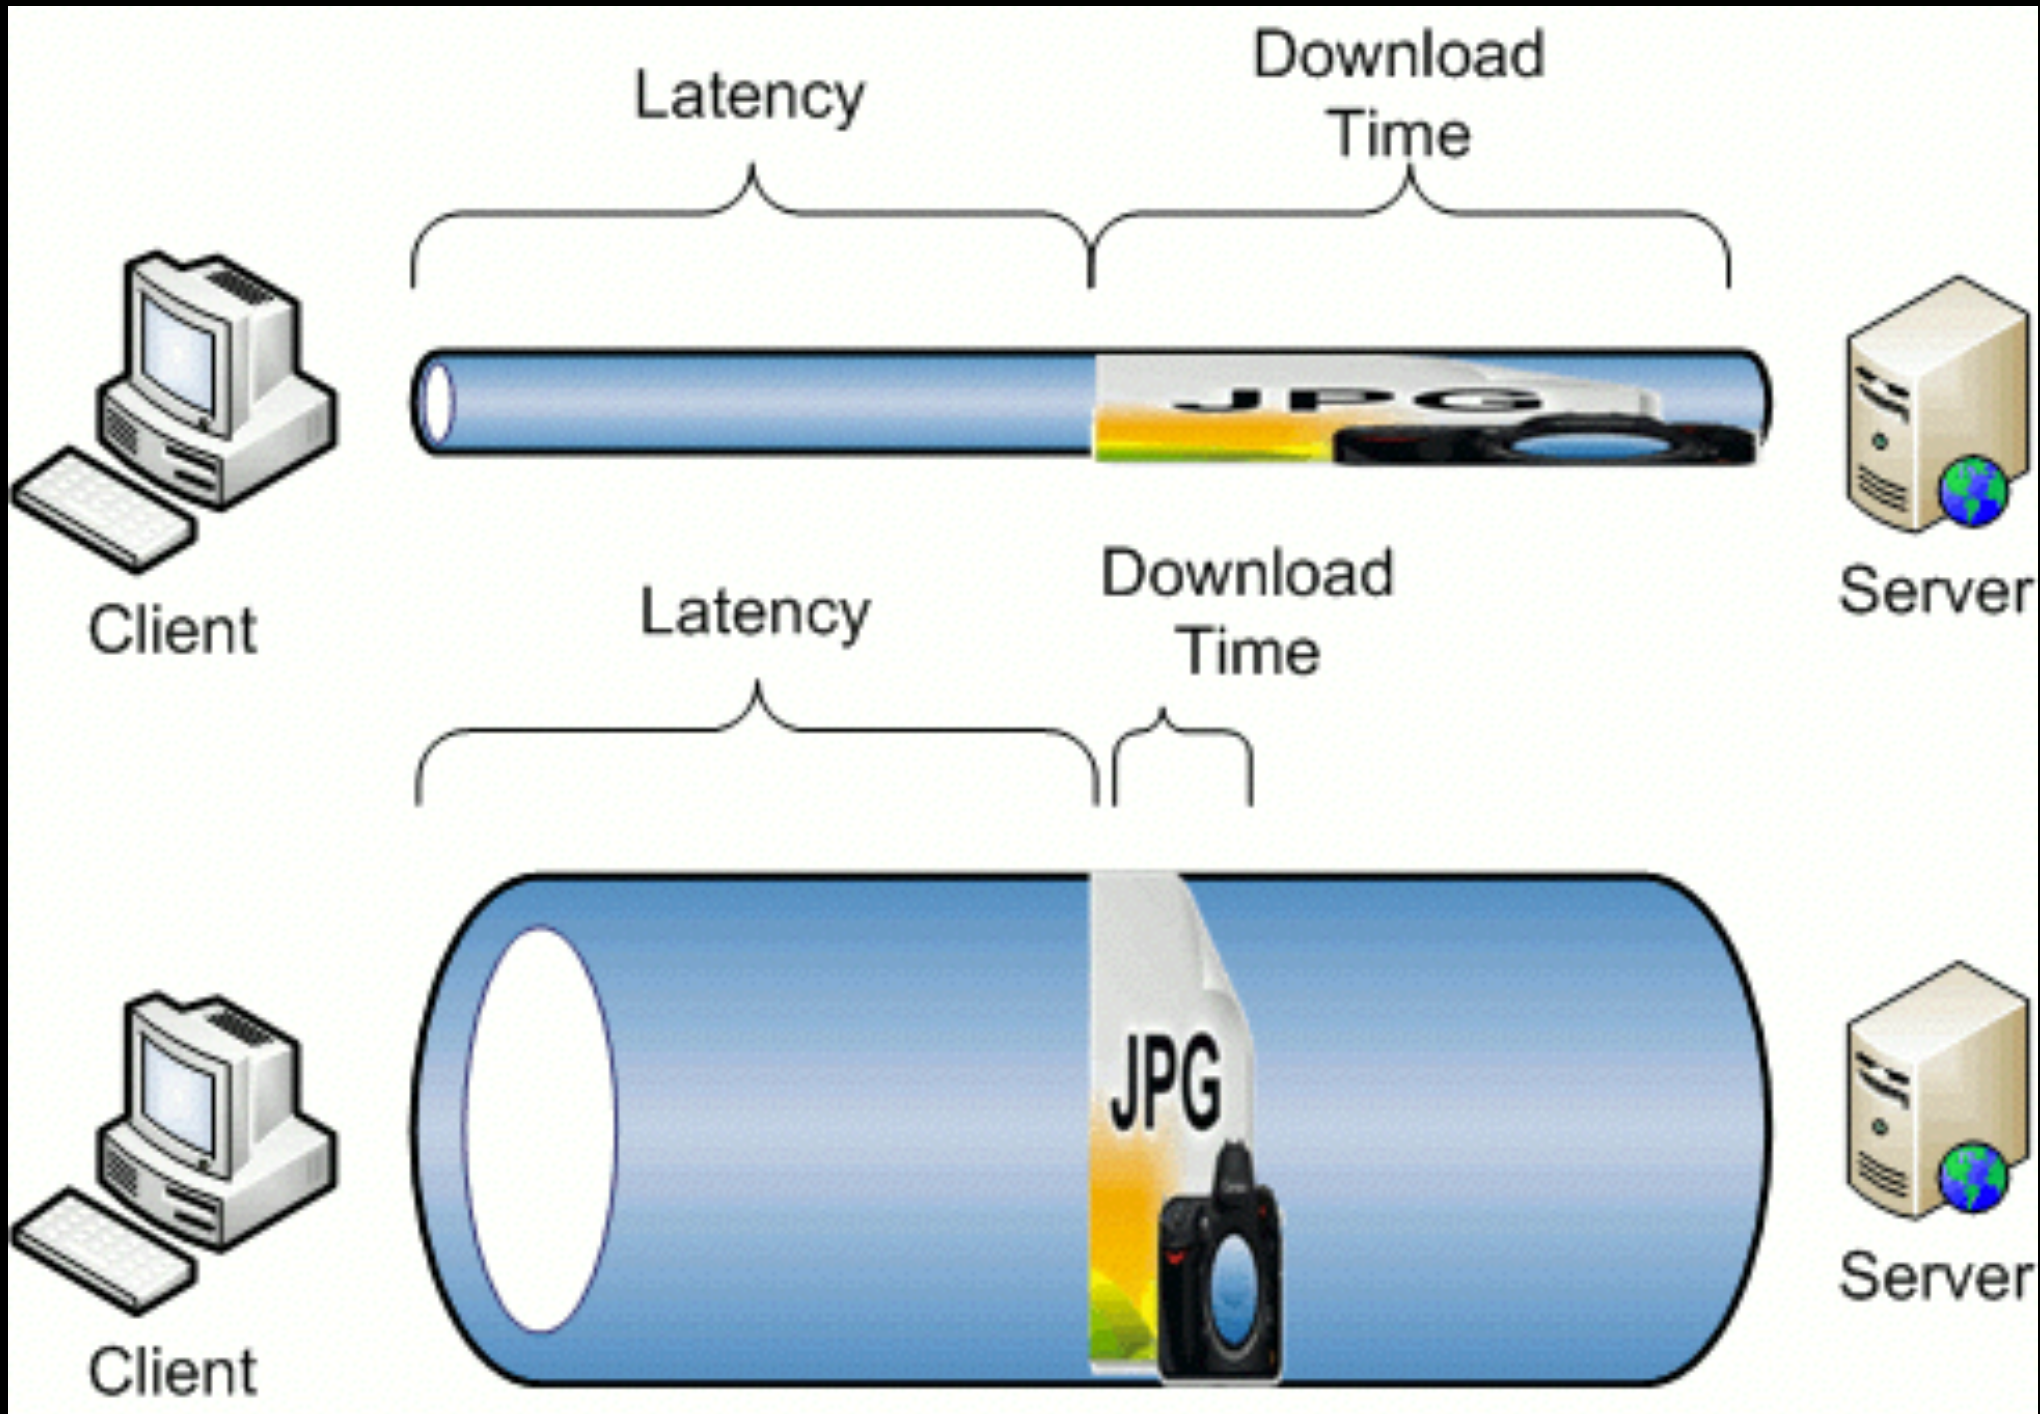 Latency
Download
Time
JPG
Client
Server
Latency
Download
Time
JPG
Client
Server